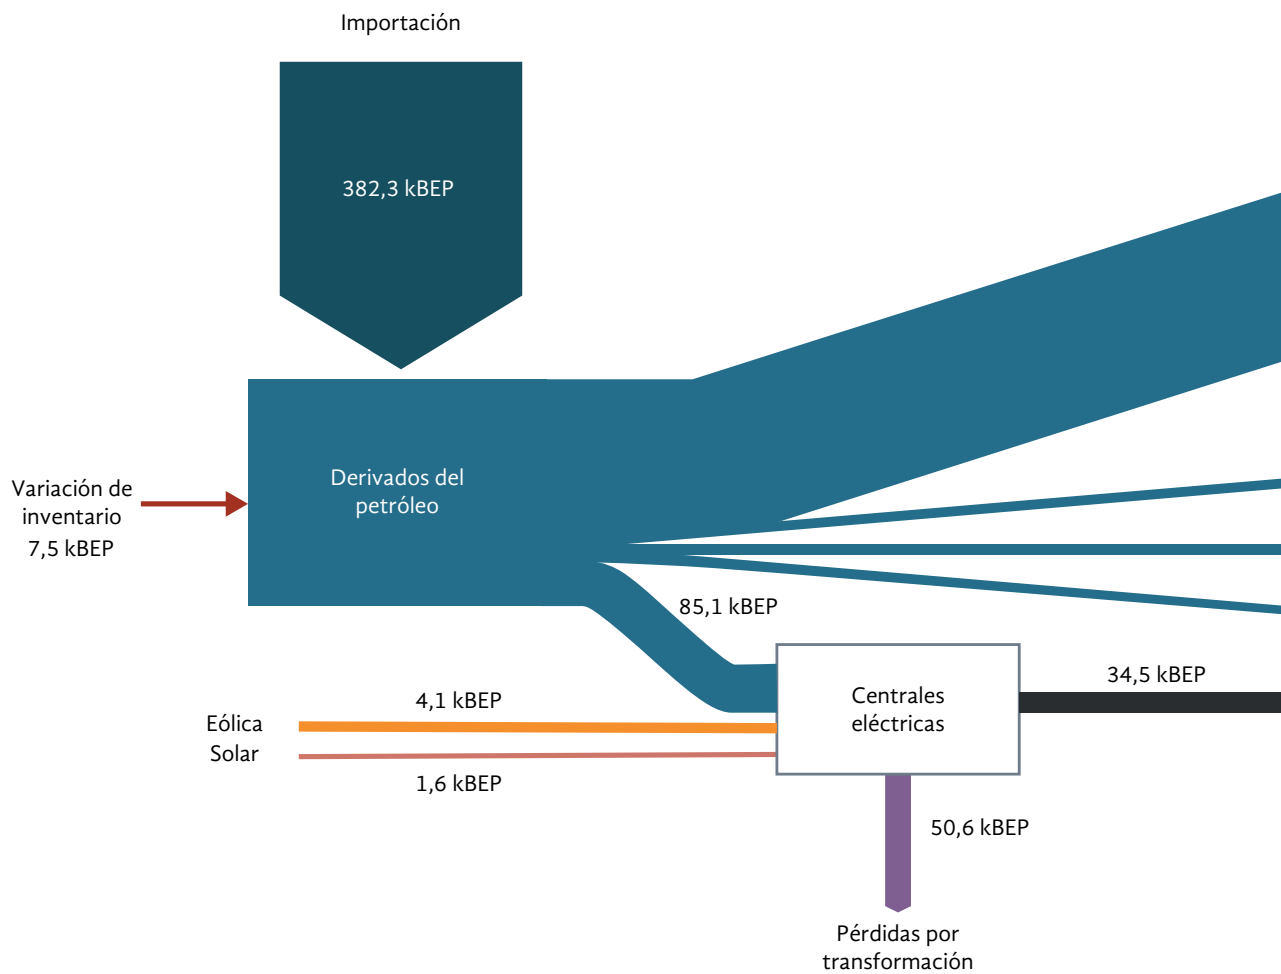 Importación
382,3 kBEP
Derivados del
petróleo
Variación de
inventario
7,5 kBEP
85,1 kBEP
34,5 kBEP
Centrales
eléctricas
4,1 kBEP
Eólica
Solar
1,6 kBEP
50,6 kBEP
Pérdidas por
transformación